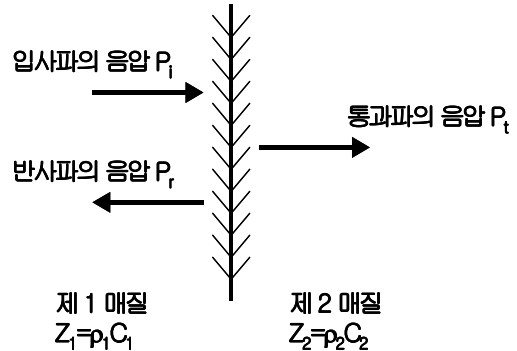 입사파의 음압 Pi
통과파의 음압 Pt
반사파의 음압 Pr
제 1 매질
Z1=ρ1C1
제 2 매질
Z2=ρ2C2